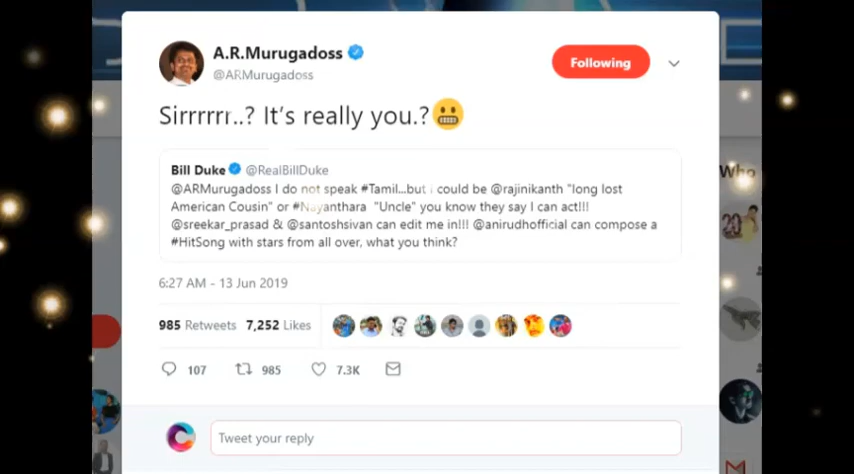 A.R.Murugadoss
@ARMurugadoss
Following
Sirrrrrr..? It's really you.?😬
Bill Duke @RealBillDuke
@ARMurugadoss I do not speak #Tamil...but i could be @rajinikanth "long lost
American Cousin" or #Nayanthara "Uncle" you know they say I can act!!!
@sreekar_prasad & @santoshsivan can edit me in!!! @anirudhofficial can compose a
#HitSong with stars from all over, what you think?
6:27 AM - 13 Jun 2019
985 Retweets 7,252 Likes
107 985 7.3K
Tweet your reply
Who
20